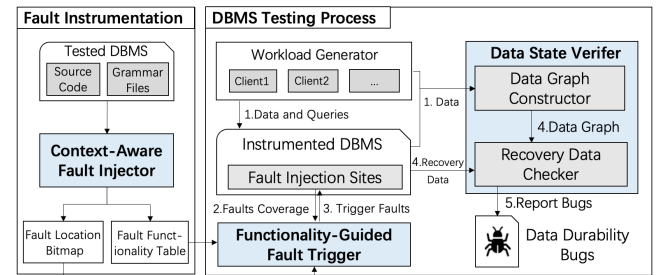 Fault Instrumentation
Tested DBMS
Source
Code
Grammar
Files
Context-Aware
Fault Injector
Fault Location
Bitmap
Fault Funct-
ionality Table
DBMS Testing Process
Workload Generator
Client1
Client2
...
1.Data and Queries
Instrumented DBMS
Fault Injection Sites
2.Faults Coverage
3. Trigger Faults
Functionality-Guided
Fault Trigger
1. Data
4.Recovery
Data
Data State Verifer
Data Graph
Constructor
4.Data Graph
Recovery Data
Checker
5.Report Bugs
Data Durability
Bugs